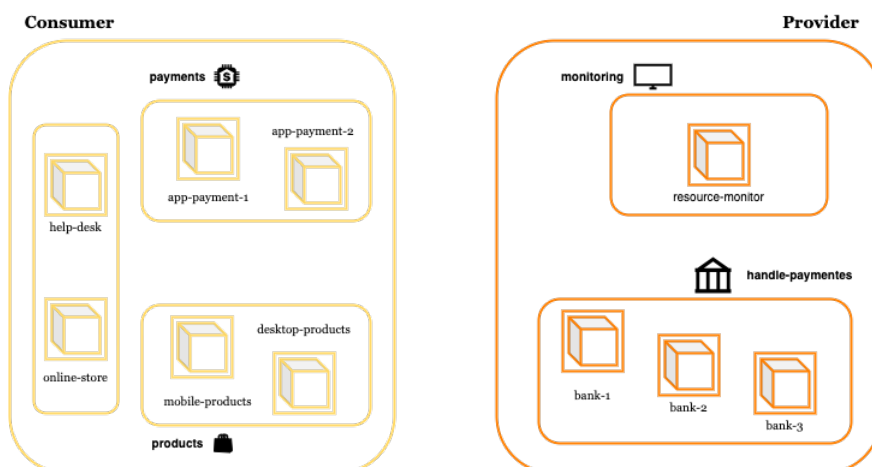 Consumer
payments
S
app-payment-1
app-payment-2
help-desk
online-store
desktop-products
mobile-products
products
Provider
monitoring
resource-monitor
handle-paymentes
bank-1
bank-2
bank-3